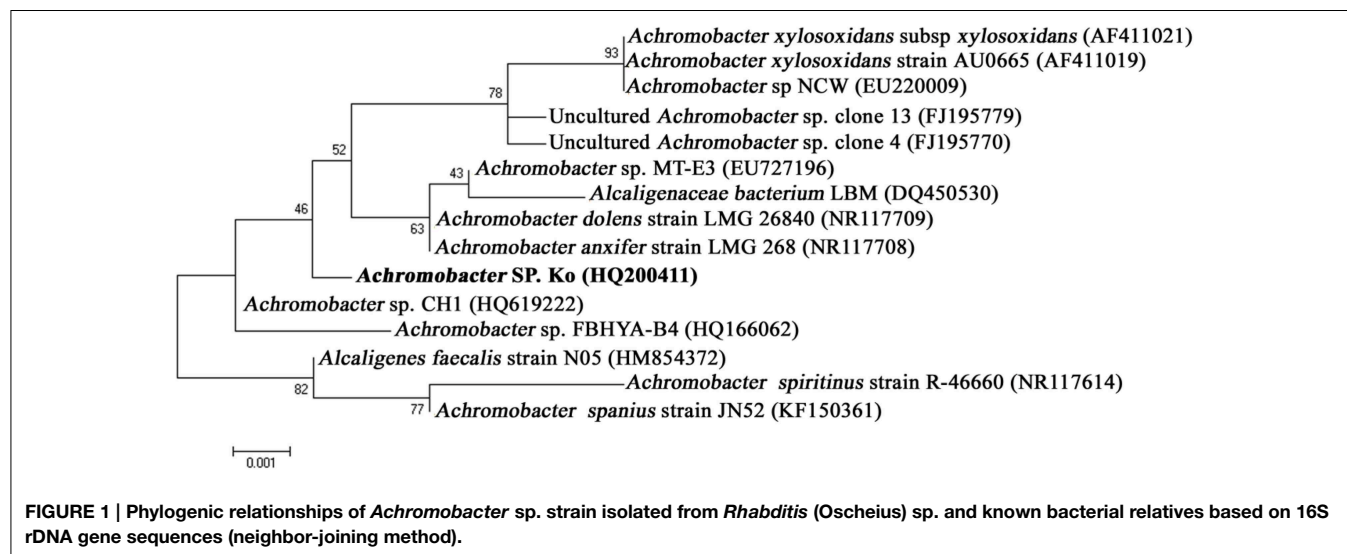 Achromobacter xylosoxidans subsp xylosoxidans (AF411021)
93
Achromobacter xylosoxidans strain AU0665 (AF411019)
Achromobacter sp NCW (EU220009)
78
Uncultured Achromobacter sp. clone 13 (FJ195779)
Uncultured Achromobacter sp. clone 4 (FJ195770)
52
Achromobacter sp. MT-E3 (EU727196)
43
Alcaligenaceae bacterium LBM (DQ450530)
46
Achromobacter dolens strain LMG 26840 (NR117709)
63
Achromobacter anxifer strain LMG 268 (NR117708)
Achromobacter SP. Ko (HQ200411)
Achromobacter sp. CH1 (HQ619222)
Achromobacter sp. FBHYA-B4 (HQ166062)
Alcaligenes faecalis strain N05 (HM854372)
82
Achromobacter spiritinus strain R-46660 (NR117614)
77
Achromobacter spanius strain JN52 (KF150361)
0.001
FIGURE 1 | Phylogenic relationships of Achromobacter sp. strain isolated from Rhabditis (Oscheius) sp. and known bacterial relatives based on 16S
rDNA gene sequences (neighbor-joining method).